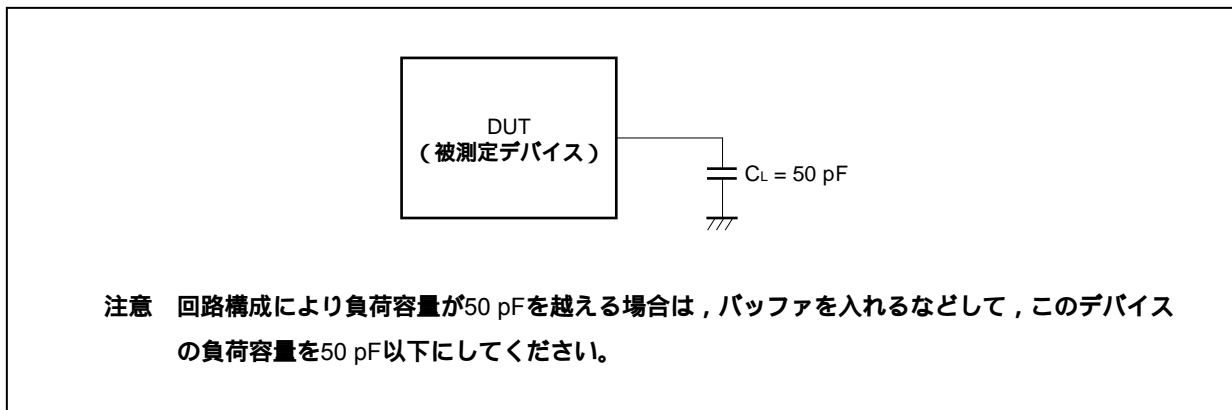 DUT
（被測定デバイス）
CL = 50 pF
注意　回路構成により負荷容量が50 pFを越える場合は，バッファを入れるなどして，このデバイス
の負荷容量を50 pF以下にしてください。